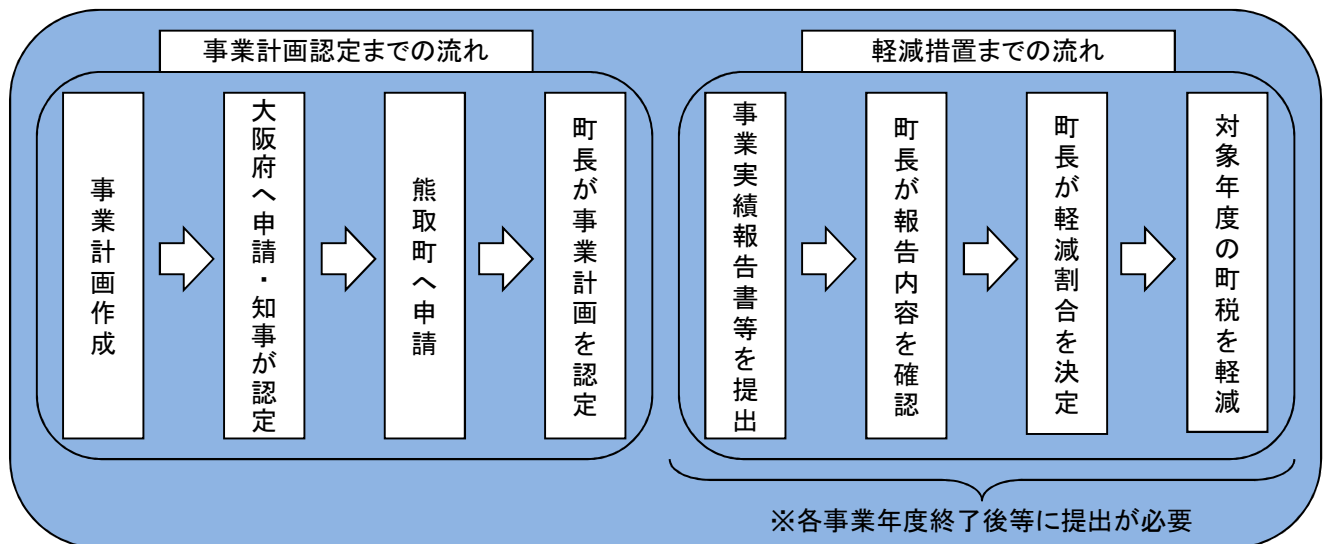 事業計画認定までの流れ
事業計画作成
大阪府へ申請・知事が認定
熊取町へ申請
町長が事業計画を認定
軽減措置までの流れ
事業実績報告書等を提出
町長が報告内容を確認
町長が軽減割合を決定
対象年度の町税を軽減
※各事業年度終了後等に提出が必要